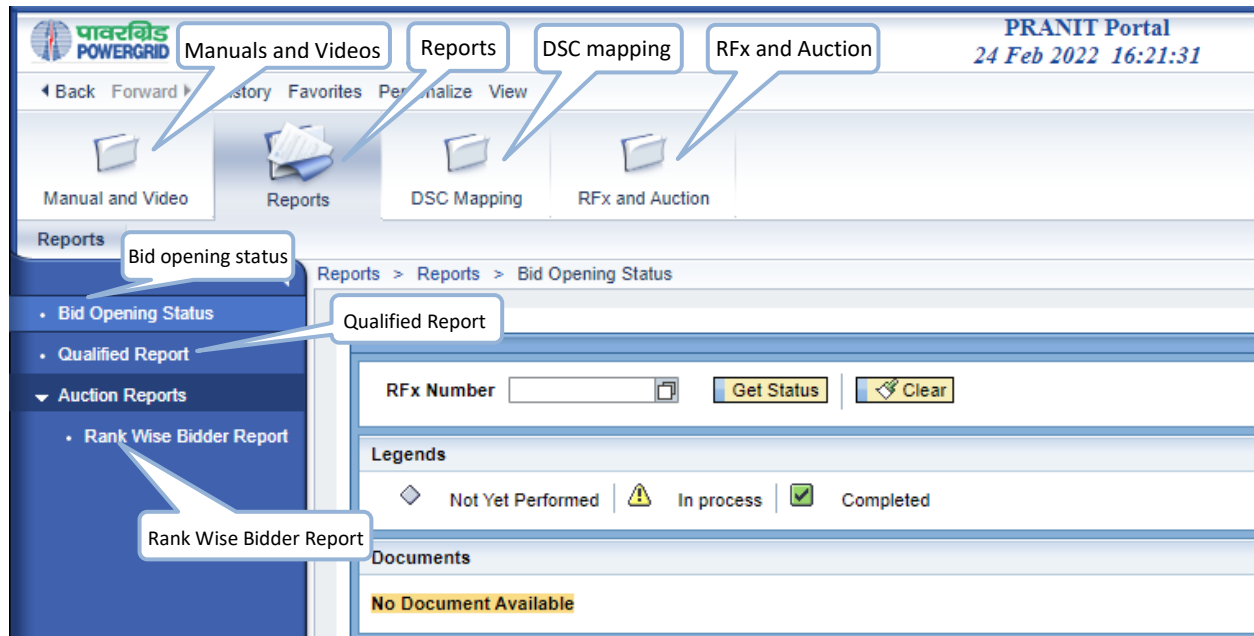 पावरग्रिड
POWERGRID
Manuals and Videos
Reports
DSC mapping
RFx and Auction
PRANIT Portal
24 Feb 2022 16:21:31
Back Forward Favorites View
Manual and Video
Reports
DSC Mapping
RFx and Auction
Reports
Bid opening status
Reports > Reports > Bid Opening Status
Bid Opening Status
Qualified Report
Qualified Report
Auction Reports
Rank Wise Bidder Report
Rank Wise Bidder Report
RFx Number Get Status Clear
Legends
Not Yet Performed In process Completed
Documents
No Document Available